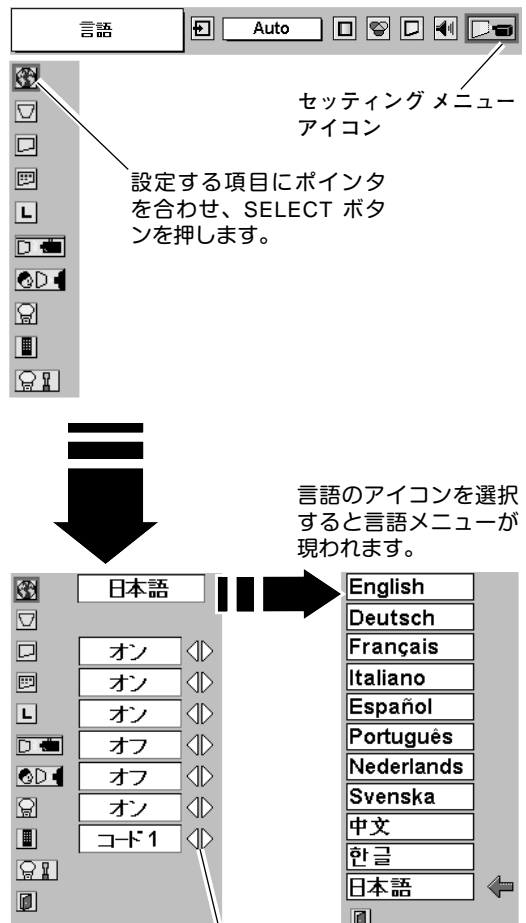 言語
Auto
セッティング メニュー
アイコン
設定する項目にポインタ
を合わせ、SELECT ボタ
ンを押します。
L
言語のアイコンを選択
すると言語メニューが
現われます。
日本語
オン
オン
L
オン
オフ
オフ
オン
コード 1
English
Deutsch
Français
Italiano
Español
Português
Nederlands
Svenska
中文
한글
日本語